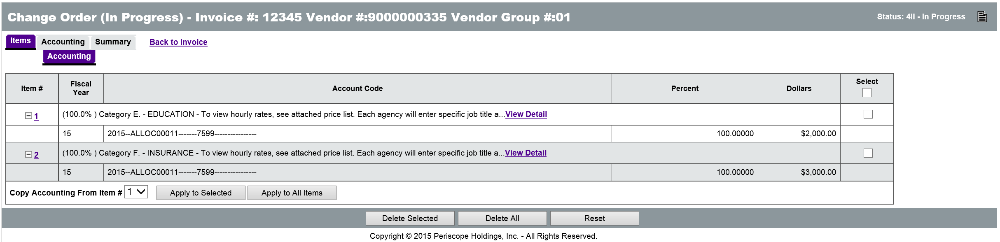 Change Order (In Progress) - Invoice #: 12345 Vendor #:9000000335 Vendor Group #:01
Status: 4II - In Progress
Items Accounting Summary Back to Invoice
Accounting
Item # Fiscal Year Account Code Percent Dollars Select
1 (100.0% ) Category E. - EDUCATION - To view hourly rates, see attached price list. Each agency will enter specific job title a...View Detail
15 2015--ALLOC00011-------7599---------------- 100.00000 $2,000.00
2 (100.0% ) Category F. - INSURANCE - To view hourly rates, see attached price list. Each agency will enter specific job title a...View Detail
15 2015--ALLOC00011-------7599---------------- 100.00000 $3,000.00
Copy Accounting From Item # 1 Apply to Selected Apply to All Items
Delete Selected Delete All Reset
Copyright © 2015 Periscope Holdings, Inc. - All Rights Reserved.